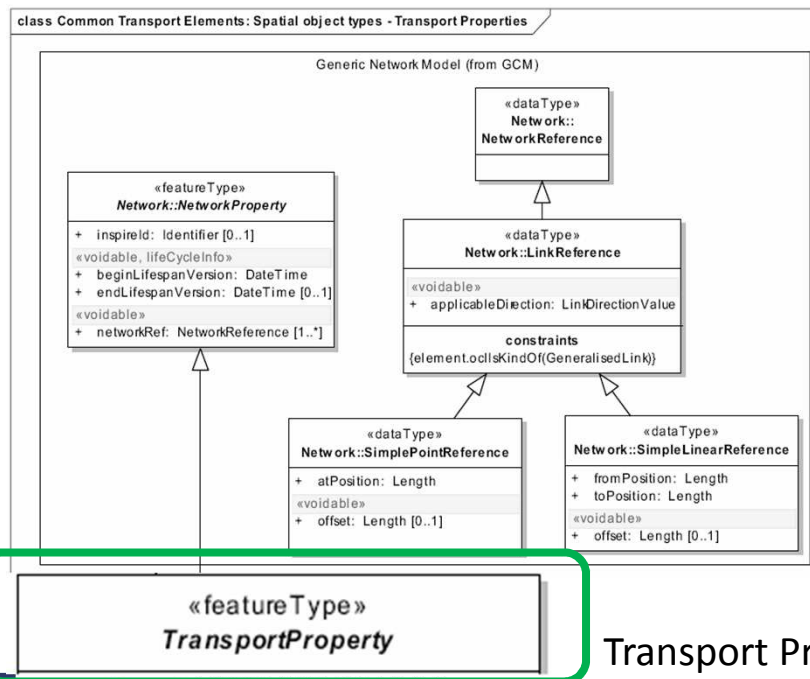 class Common Transport Elements: Spatial object types - Transport Properties
Generic Network Model (from GCM)
«dataType»
Network::
NetworkReference
«featureType»
Network::NetworkProperty
+ inspireId: Identifier [0..1]
«voidable, lifeCycleInfo»
+ beginLifespanVersion: DateTime
+ endLifespanVersion: DateTime [0..1]
«voidable»
+ networkRef: NetworkReference [1..*]
«dataType»
Network::LinkReference
«voidable»
+ applicableDirection: LinkDirectionValue
constraints
{element.oclIsKindOf(GeneralisedLink)}
«dataType»
Network::SimplePointReference
+ atPosition: Length
«voidable»
+ offset: Length [0..1]
«dataType»
Network::SimpleLinearReference
+ fromPosition: Length
+ toPosition: Length
«voidable»
+ offset: Length [0..1]
«featureType»
TransportProperty
Transport Pr